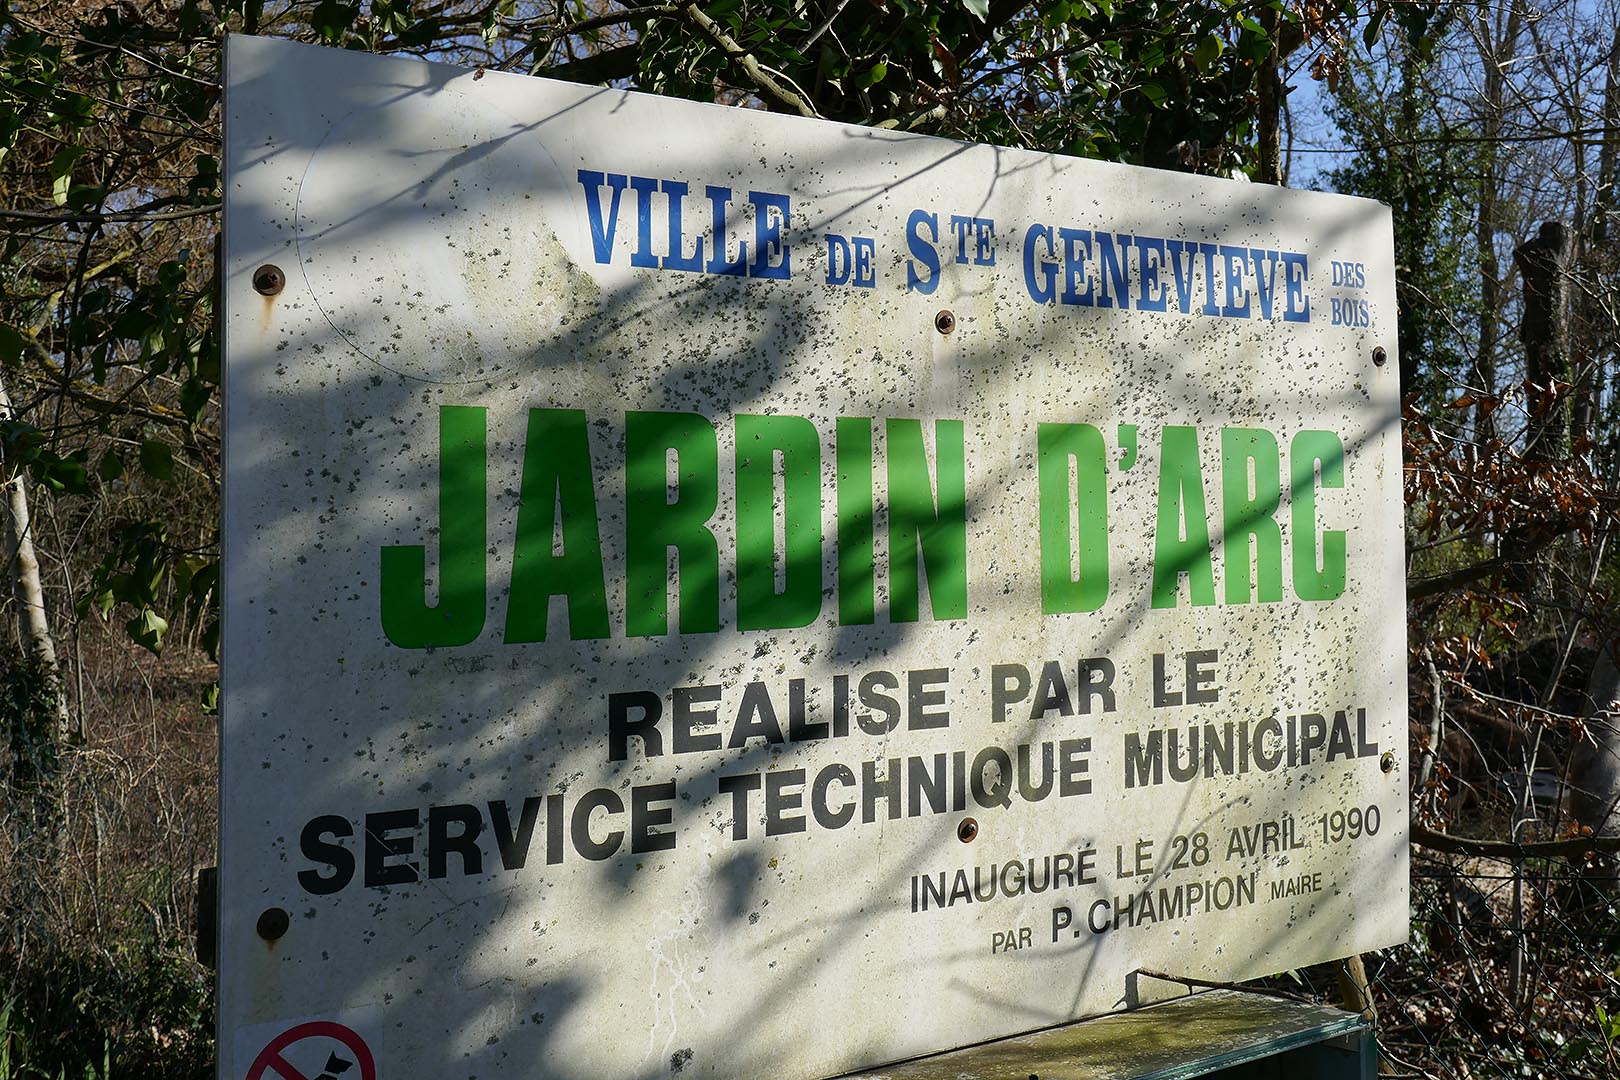 VILLE DE STE GENEVIEVE DES BOIS
JARDIN D'ARC
REALISE PAR LE
SERVICE TECHNIQUE MUNICIPAL
INAUGURÉ LE 28 AVRIL 1990
PAR P. CHAMPION MAIRE